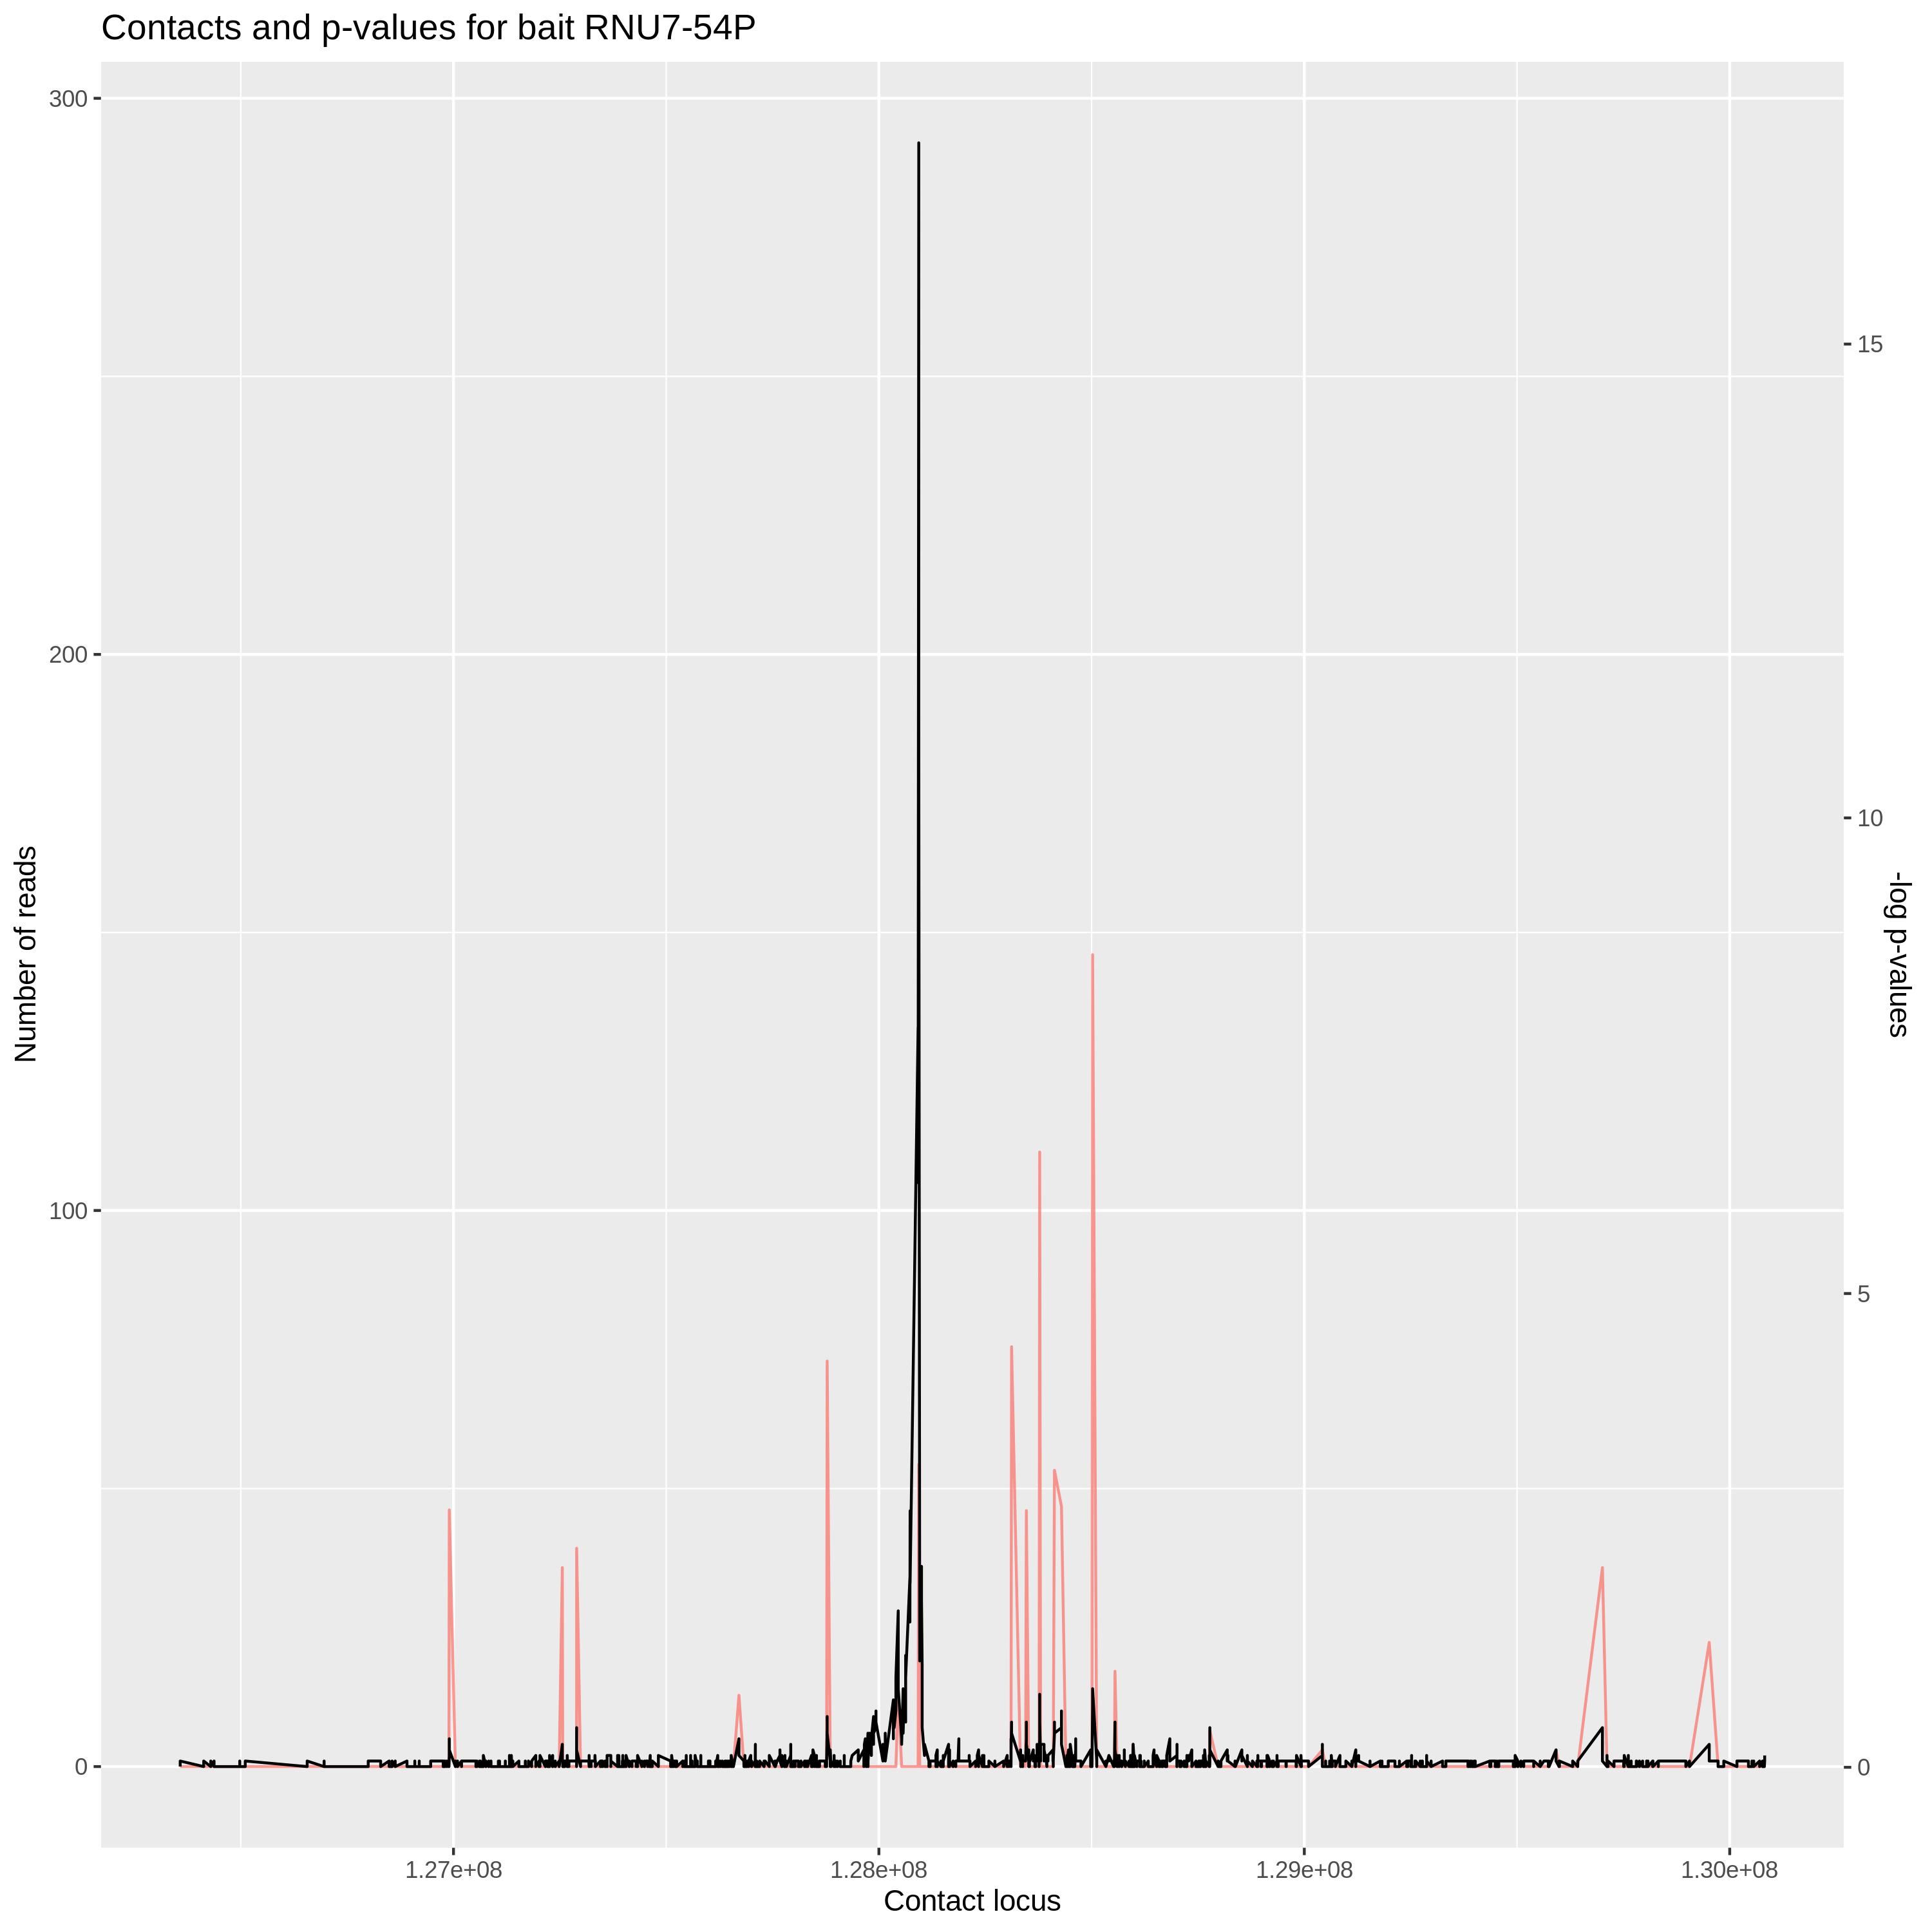 Contacts and p-values for bait RNU7-54P
300
200
100
0
Number of reads
15
10
5
0
-log p-values
1.27e+08
1.28e+08
1.29e+08
1.30e+08
Contact locus